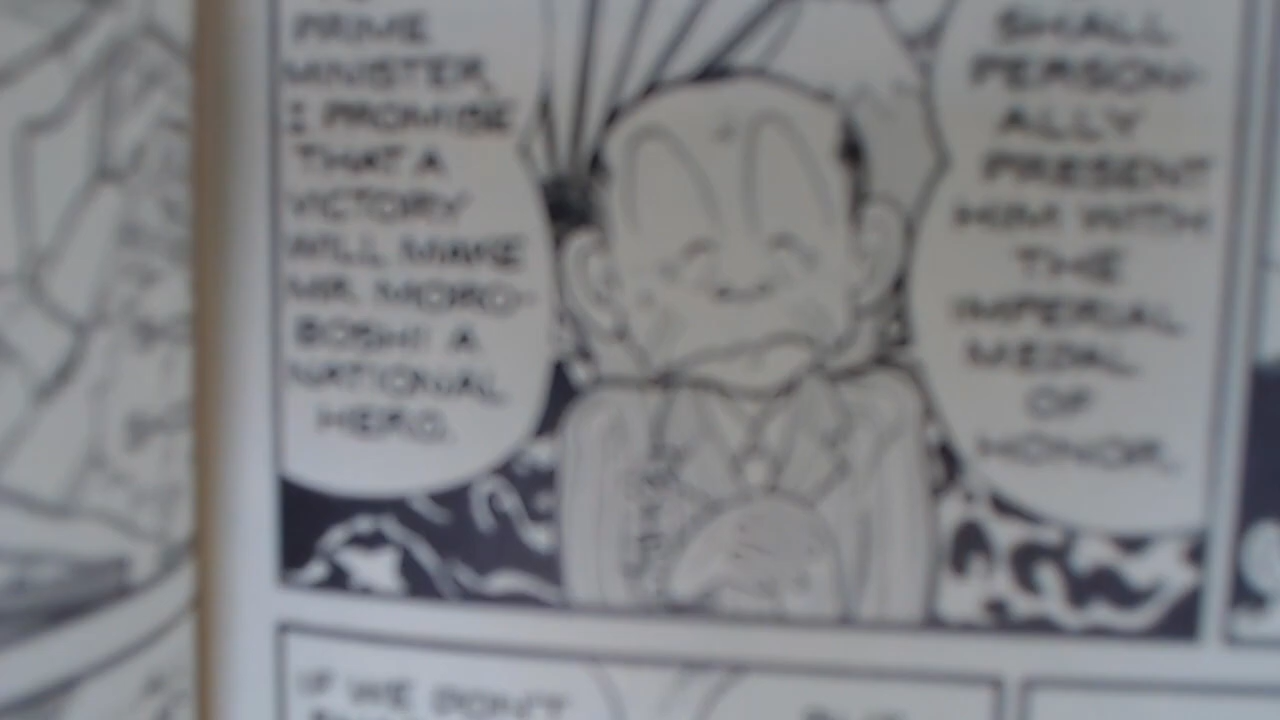 PRIME
MINISTER,
I PROMISE
THAT A
VICTORY
WILL MAKE
MR. MORO-
BOSHI A
NATIONAL
HERO.
SHALL
PERSON-
ALLY
PRESENT
HIM WITH
THE
IMPERIAL
MEDAL
OF
HONOR.
IF WE DON'T